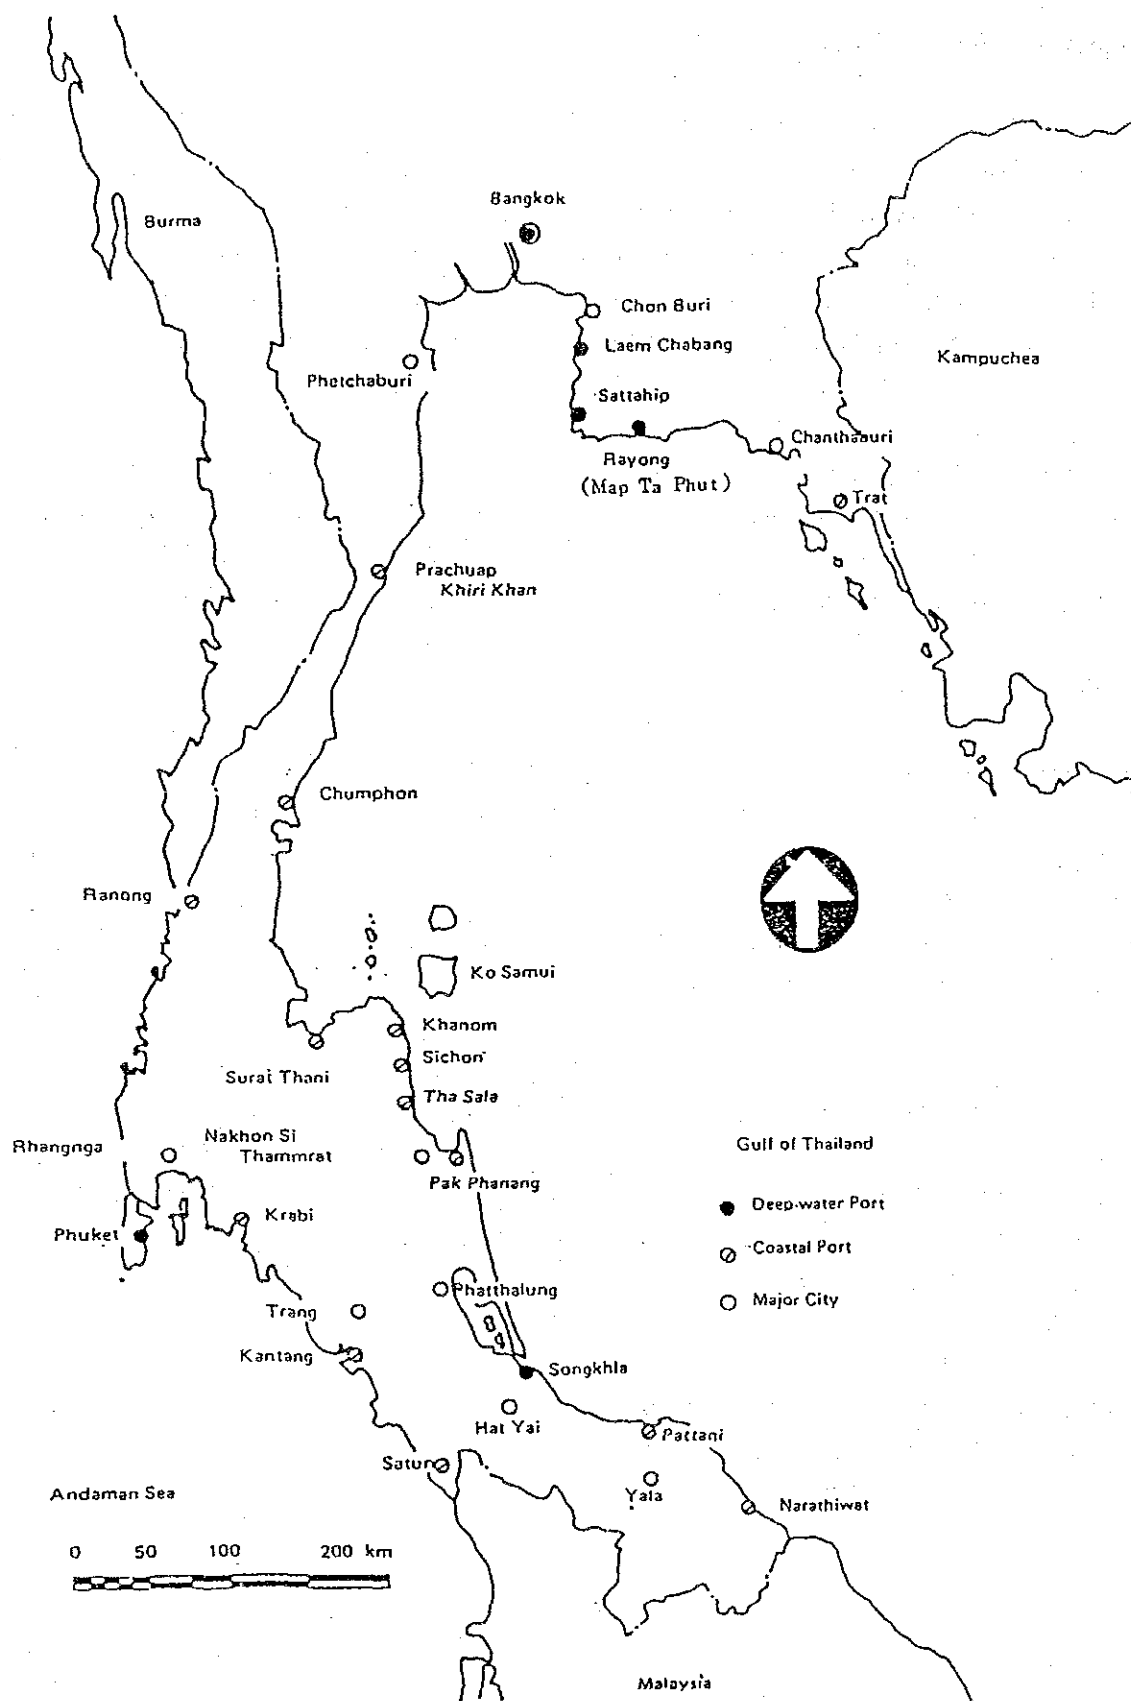 Bangkok
Burma
Chon Buri
Laem Chabang
Kampuchea
Phetchaburi
Sattahip
Chanthaburi
Rayong
(Map Ta Phut)
Trat
Prachuap
Khiri Khan
Chumphon
Ranong
Ko Samui
Khanom
Sichon
Surat Thani
Tha Sala
Rhangnga
Nakhon Si
Thammrat
Gulf of Thailand
Pak Phanang
Deep-water Port
Krabi
Phuket
Coastal Port
Phatthalung
Major City
Trang
Kantang
Songkhla
Hat Yai
Pattani
Satun
Yala
Andaman Sea
Narathiwat
0 50 100 200 km
Malaysia